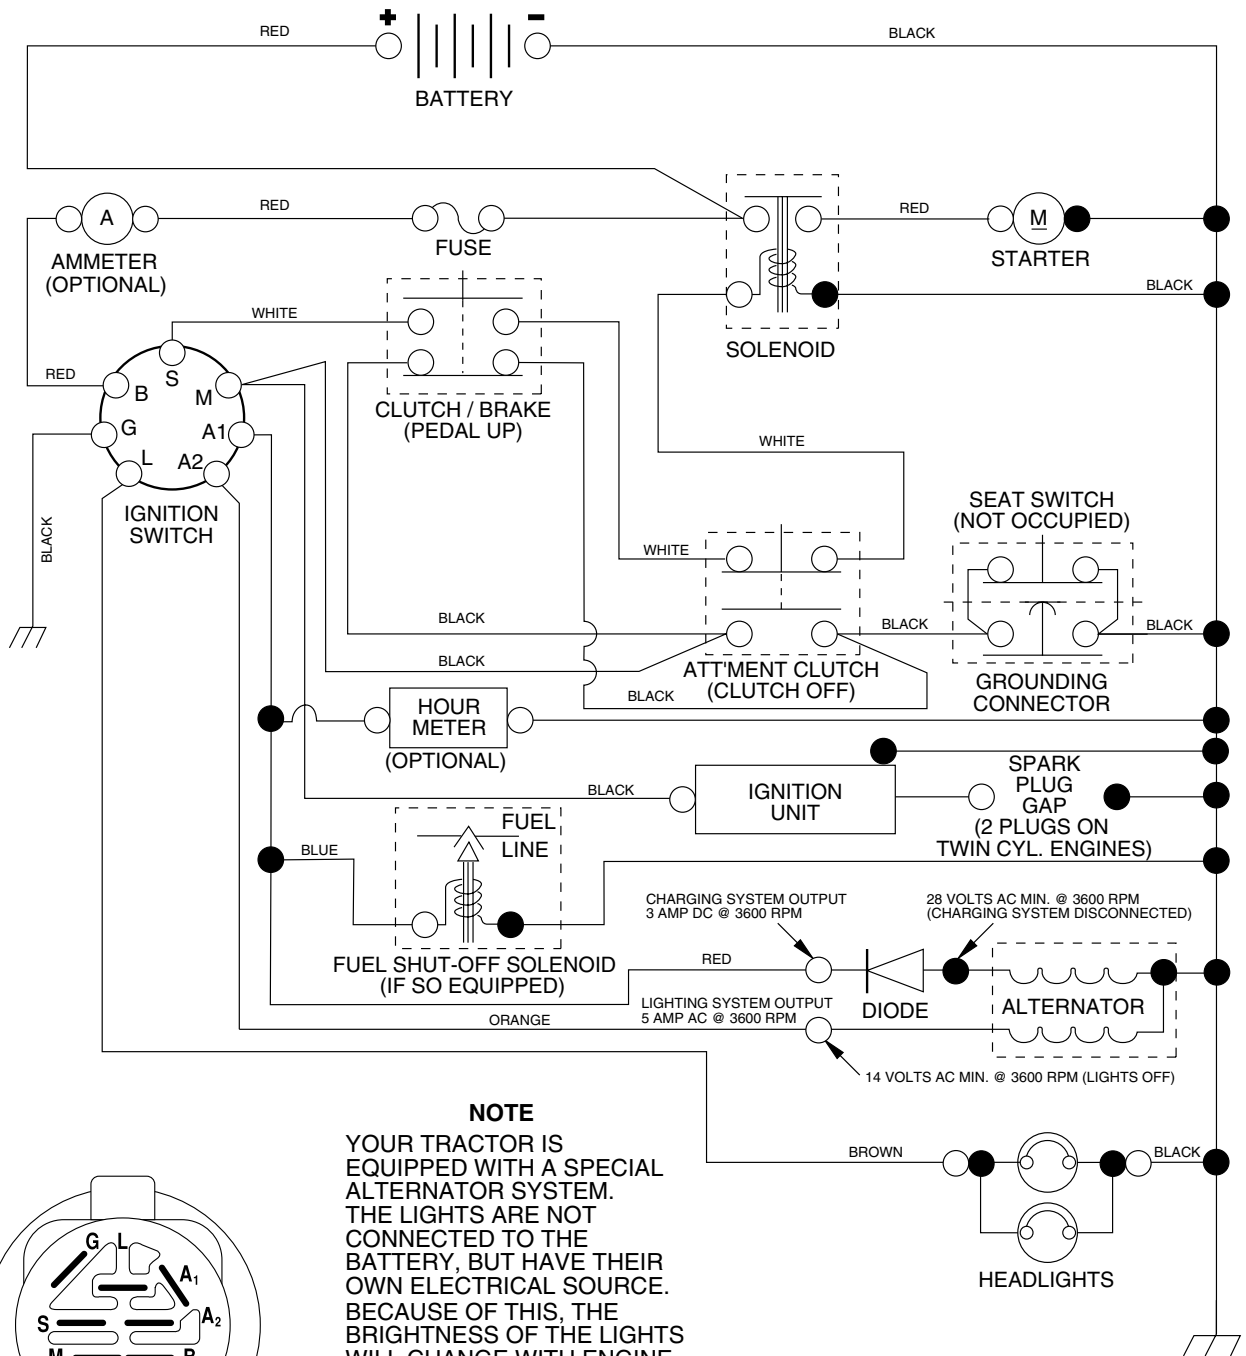 + -
RED
BLACK
BATTERY
RED
A
RED
M
FUSE
STARTER
AMMETER
(OPTIONAL)
BLACK
WHITE
SOLENOID
RED
S
B
M
G
A1
L
A2
CLUTCH / BRAKE
(PEDAL UP)
WHITE
IGNITION
SWITCH
BLACK
SEAT SWITCH
(NOT OCCUPIED)
WHITE
BLACK
BLACK
BLACK
BLACK
ATT'MENT CLUTCH
(CLUTCH OFF)
GROUNDING
CONNECTOR
BLACK
HOUR
METER
(OPTIONAL)
BLACK
IGNITION
UNIT
SPARK
PLUG
GAP
(2 PLUGS ON
TWIN CYL. ENGINES)
FUEL
LINE
BLUE
CHARGING SYSTEM OUTPUT
3 AMP DC @ 3600 RPM
28 VOLTS AC MIN. @ 3600 RPM
(CHARGING SYSTEM DISCONNECTED)
FUEL SHUT-OFF SOLENOID
(IF SO EQUIPPED)
RED
DIODE
ALTERNATOR
LIGHTING SYSTEM OUTPUT
5 AMP AC @ 3600 RPM
ORANGE
14 VOLTS AC MIN. @ 3600 RPM (LIGHTS OFF)
BROWN
BLACK
HEADLIGHTS
NOTE
YOUR TRACTOR IS
EQUIPPED WITH A SPECIAL
ALTERNATOR SYSTEM.
THE LIGHTS ARE NOT
CONNECTED TO THE
BATTERY, BUT HAVE THEIR
OWN ELECTRICAL SOURCE.
BECAUSE OF THIS, THE
BRIGHTNESS OF THE LIGHTS
WILL CHANGE WITH ENGINE
G
L
A1
S
A2
M
B